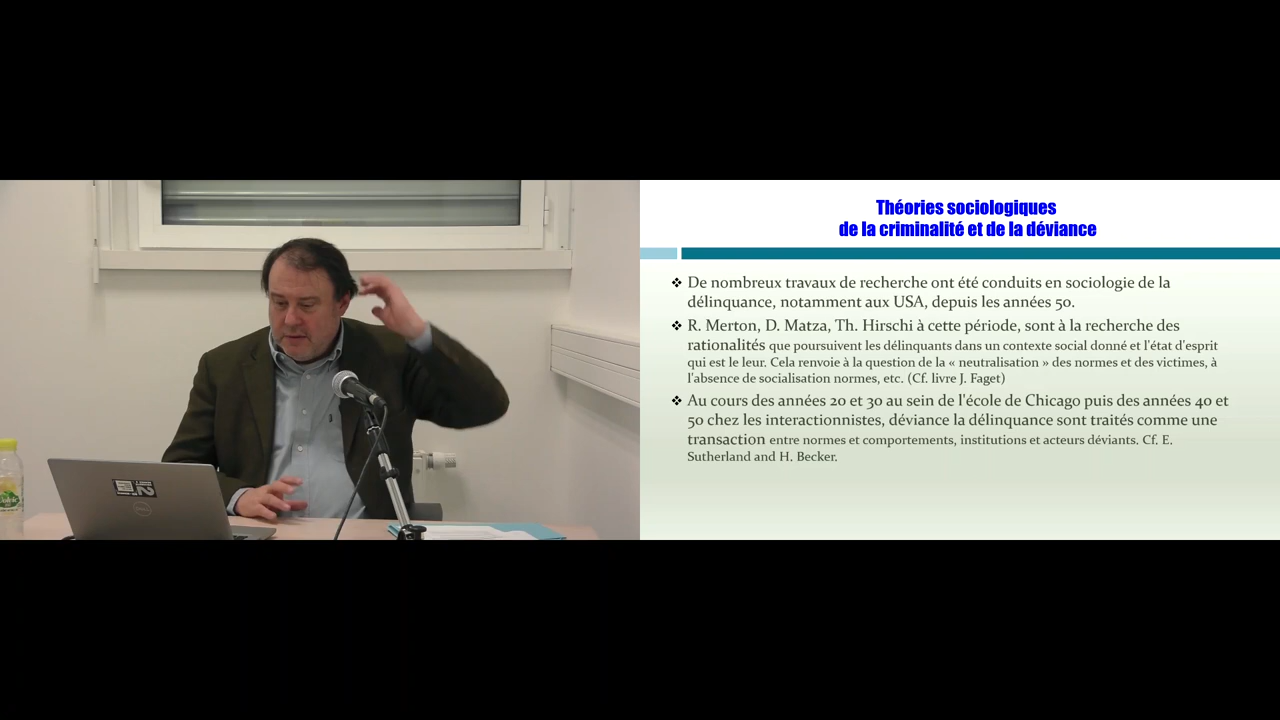 Théories sociologiques
de la criminalité et de la déviance
❖ De nombreux travaux de recherche ont été conduits en sociologie de la
délinquance, notamment aux USA, depuis les années 50.
❖ R. Merton, D. Matza, Th. Hirschi à cette période, sont à la recherche des
rationalités que poursuivent les délinquants dans un contexte social donné et l'état d'esprit
qui est le leur. Cela renvoie à la question de la « neutralisation » des normes et des victimes, à
l'absence de socialisation normes, etc. (Cf. livre J. Faget)
❖ Au cours des années 20 et 30 au sein de l'école de Chicago puis des années 40 et
50 chez les interactionnistes, déviance la délinquance sont traités comme une
transaction entre normes et comportements, institutions et acteurs déviants. Cf. E.
Sutherland and H. Becker.
DELL